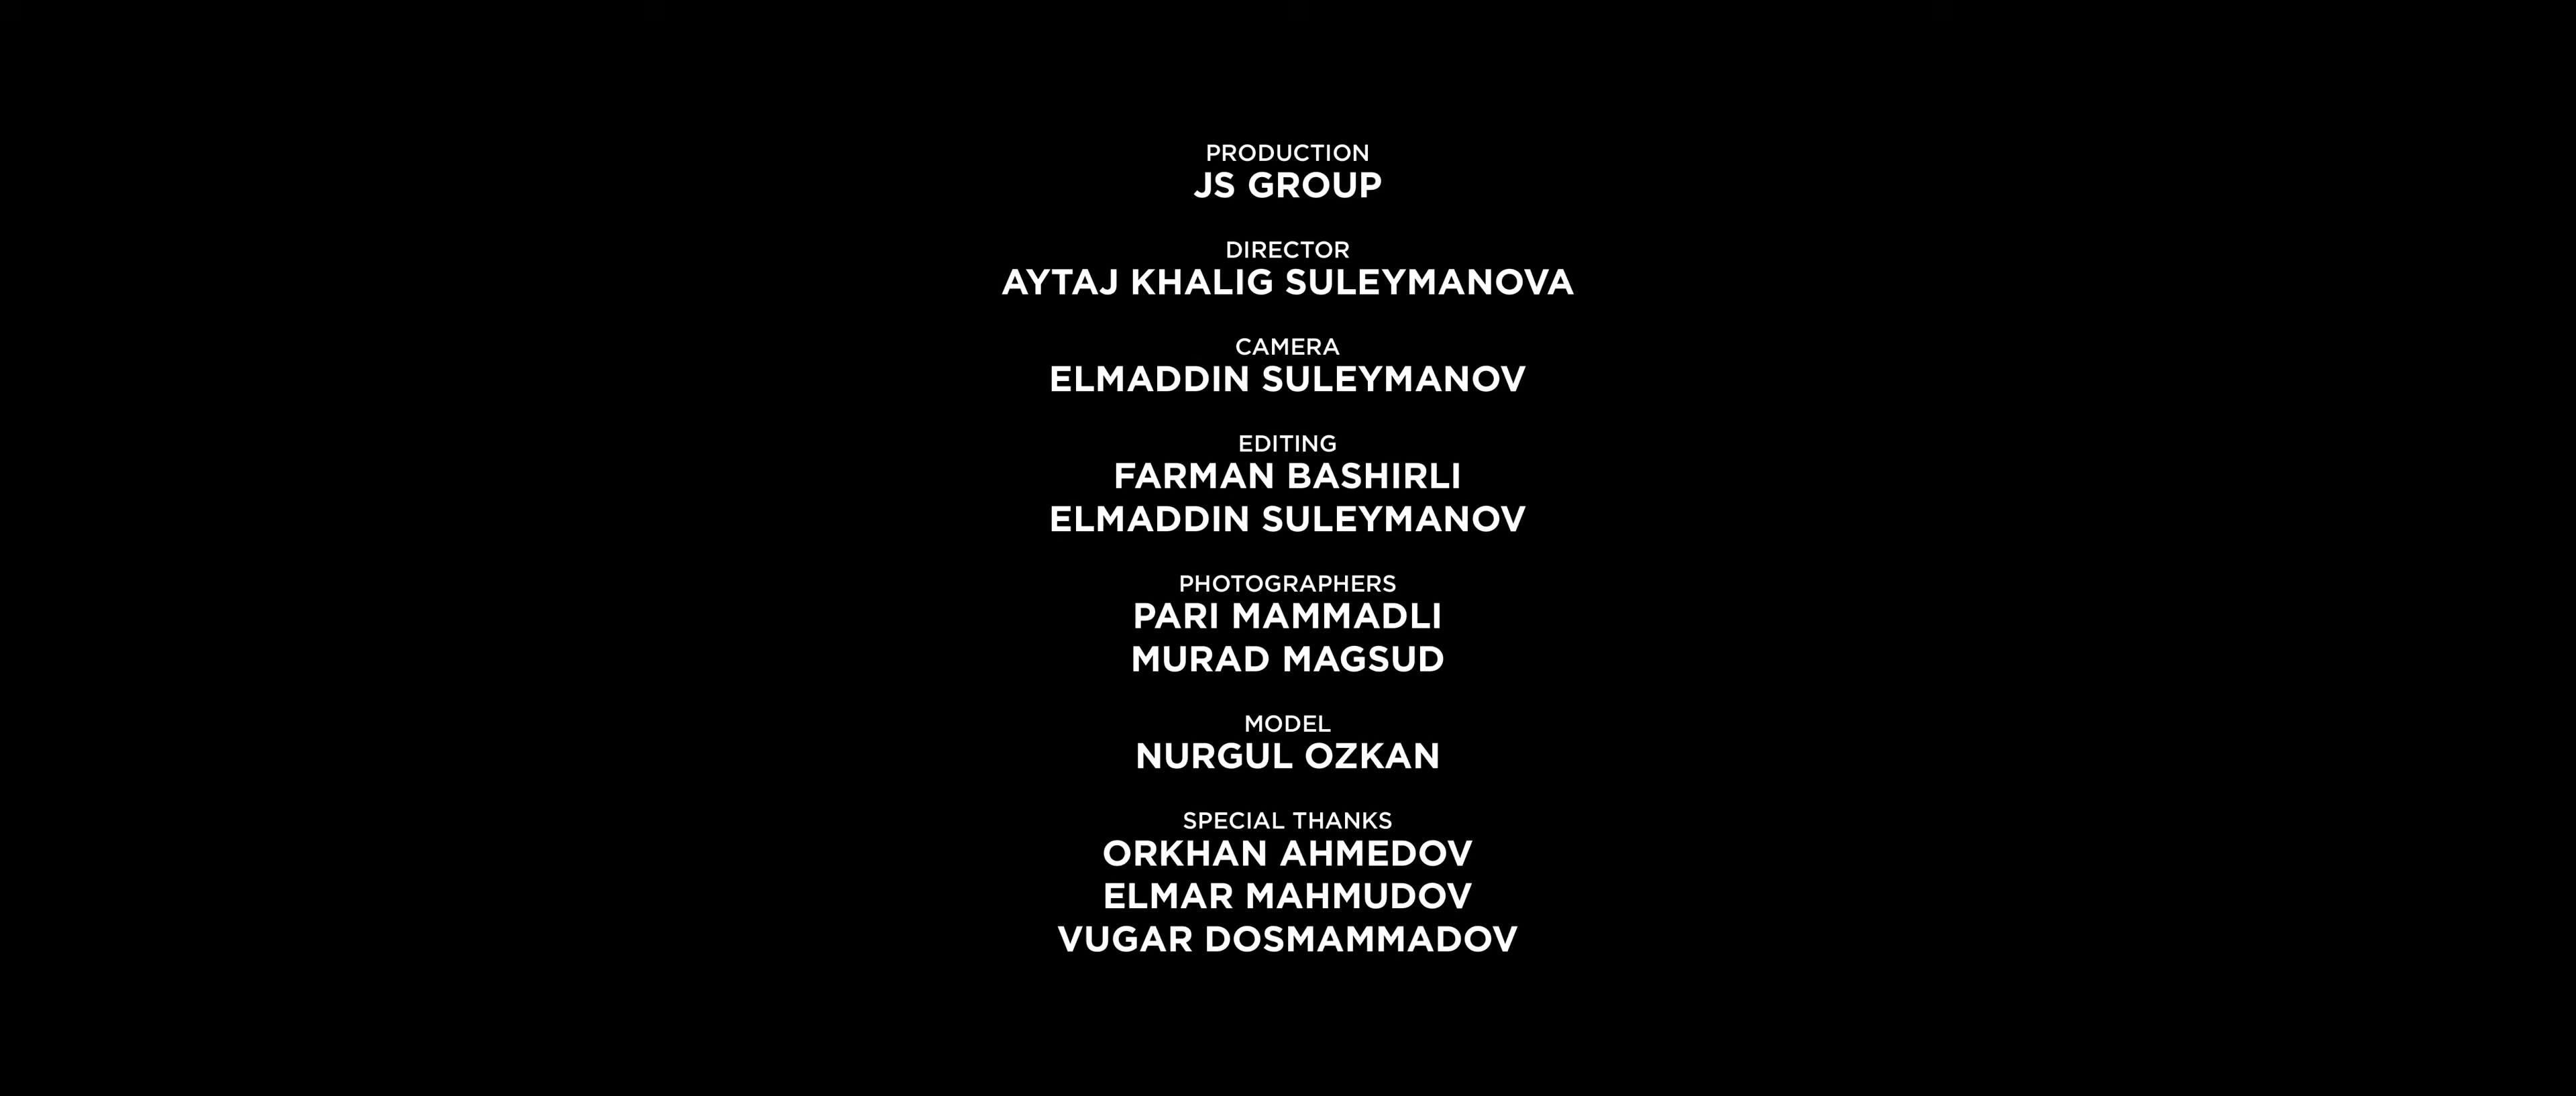 PRODUCTION
JS GROUP
DIRECTOR
AYTAJ KHALIG SULEYMANOVA
CAMERA
ELMADDIN SULEYMANOV
EDITING
FARMAN BASHIRLI
ELMADDIN SULEYMANOV
PHOTOGRAPHERS
PARI MAMMADLI
MURAD MAGSUD
MODEL
NURGUL OZKAN
SPECIAL THANKS
ORKHAN AHMEDOV
ELMAR MAHMUDOV
VUGAR DOSMAMMADOV